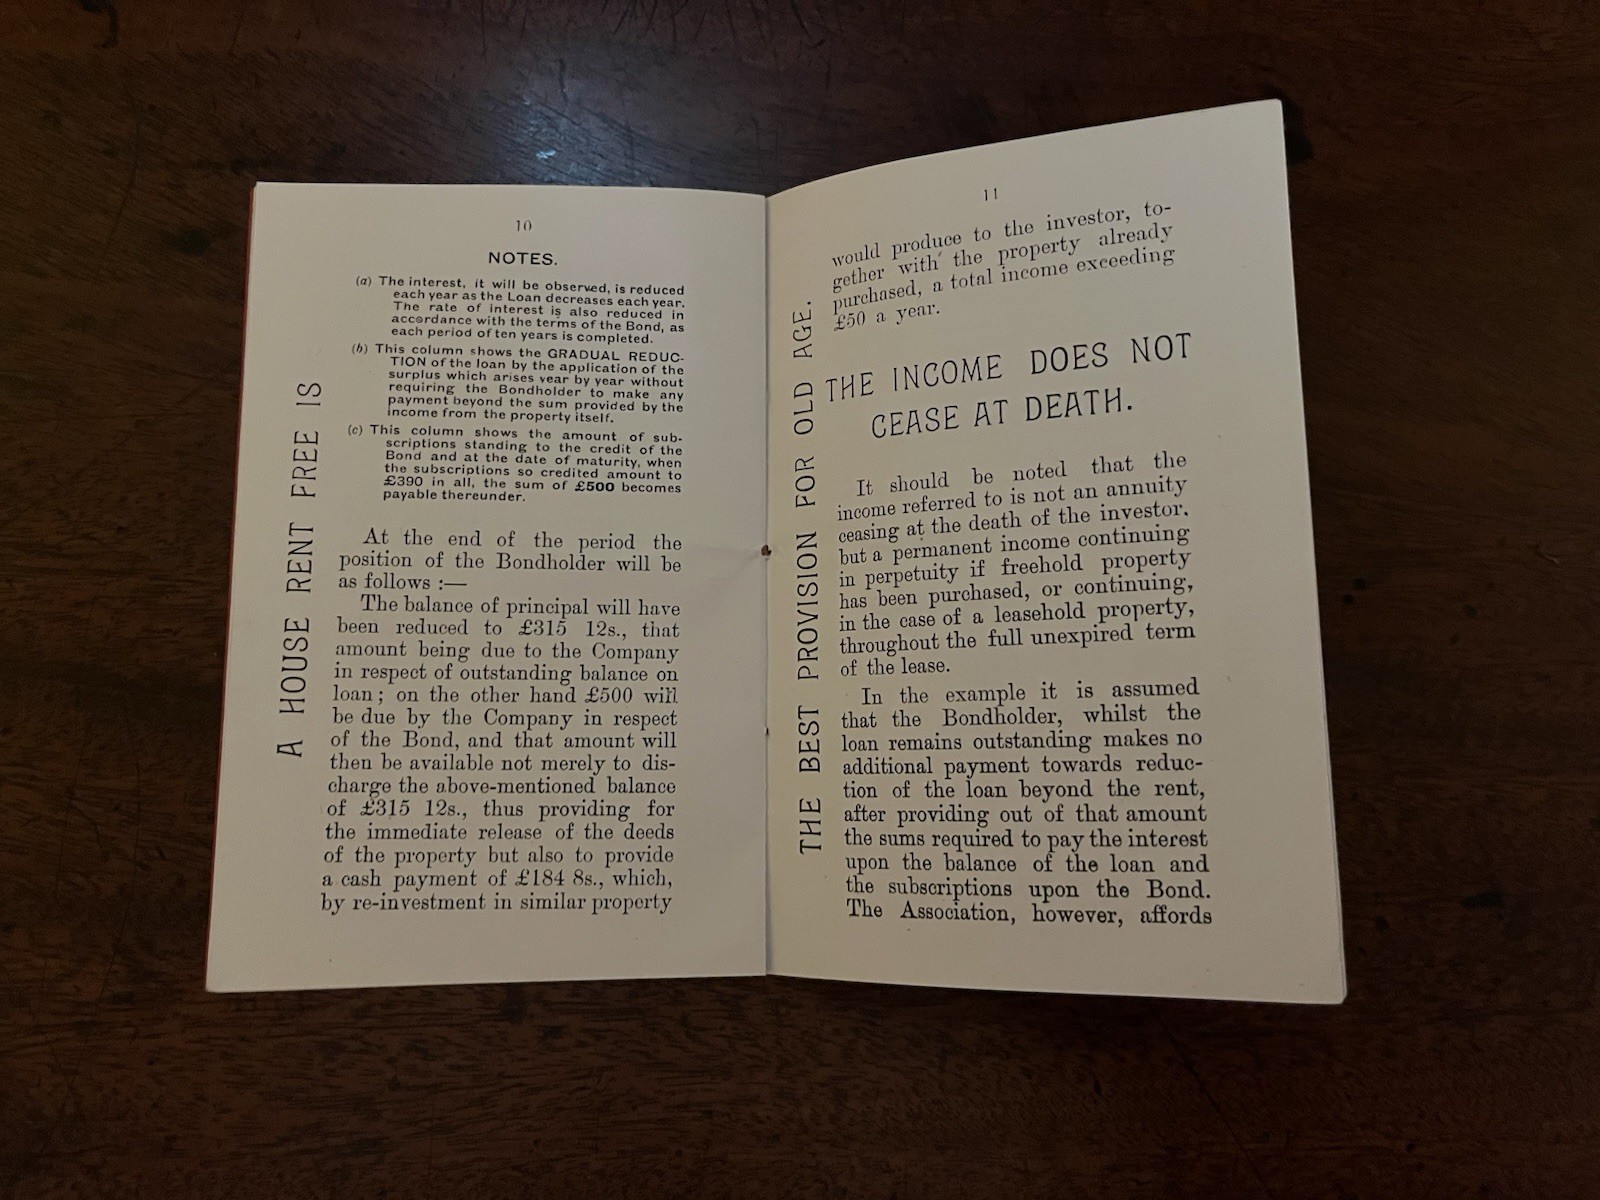 10
NOTES.
(a) The interest, it will be observed, is reduced
each year as the Loan decreases each year.
The rate of interest is also reduced in
accordance with the terms of the Bond, as
each period of ten years is completed.
(b) This column shows the GRADUAL REDUC-
TION of the loan by the application of the
surplus which arises year by year without
requiring the Bondholder to make any
payment beyond the sum provided by the
income from the property itself.
(c) This column shows the amount of sub-
scriptions standing to the credit of the
Bond and at the date of maturity, when
the subscriptions so credited amount to
£390 in all, the sum of £500 becomes
payable thereunder.
At the end of the period the
position of the Bondholder will be
as follows :—
The balance of principal will have
been reduced to £315 12s., that
amount being due to the Company
in respect of outstanding balance on
loan ; on the other hand £500 will
be due by the Company in respect
of the Bond, and that amount will
then be available not merely to dis-
charge the above-mentioned balance
of £315 12s., thus providing for
the immediate release of the deeds
of the property but also to provide
a cash payment of £184 8s., which,
by re-investment in similar property
A HOUSE RENT FREE IS
11
would produce to the investor, to-
gether with the property already
purchased, a total income exceeding
£50 a year.
THE INCOME DOES NOT
CEASE AT DEATH.
It should be noted that the
income referred to is not an annuity
ceasing at the death of the investor,
but a permanent income continuing
in perpetuity if freehold property
has been purchased, or continuing,
in the case of a leasehold property,
throughout the full unexpired term
of the lease.
In the example it is assumed
that the Bondholder, whilst the
loan remains outstanding makes no
additional payment towards reduc-
tion of the loan beyond the rent,
after providing out of that amount
the sums required to pay the interest
upon the balance of the loan and
the subscriptions upon the Bond.
The Association, however, affords
THE BEST PROVISION FOR OLD AGE.